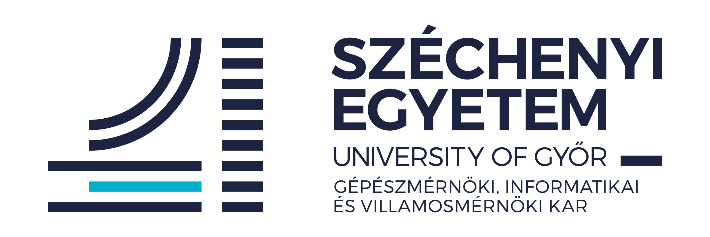 SZÉCHENYI
EGYETEM
UNIVERSITY OF GYŐR
GÉPÉSZMÉRNÖKI, INFORMATIKAI
ÉS VILLAMOSMÉRNÖKI KAR